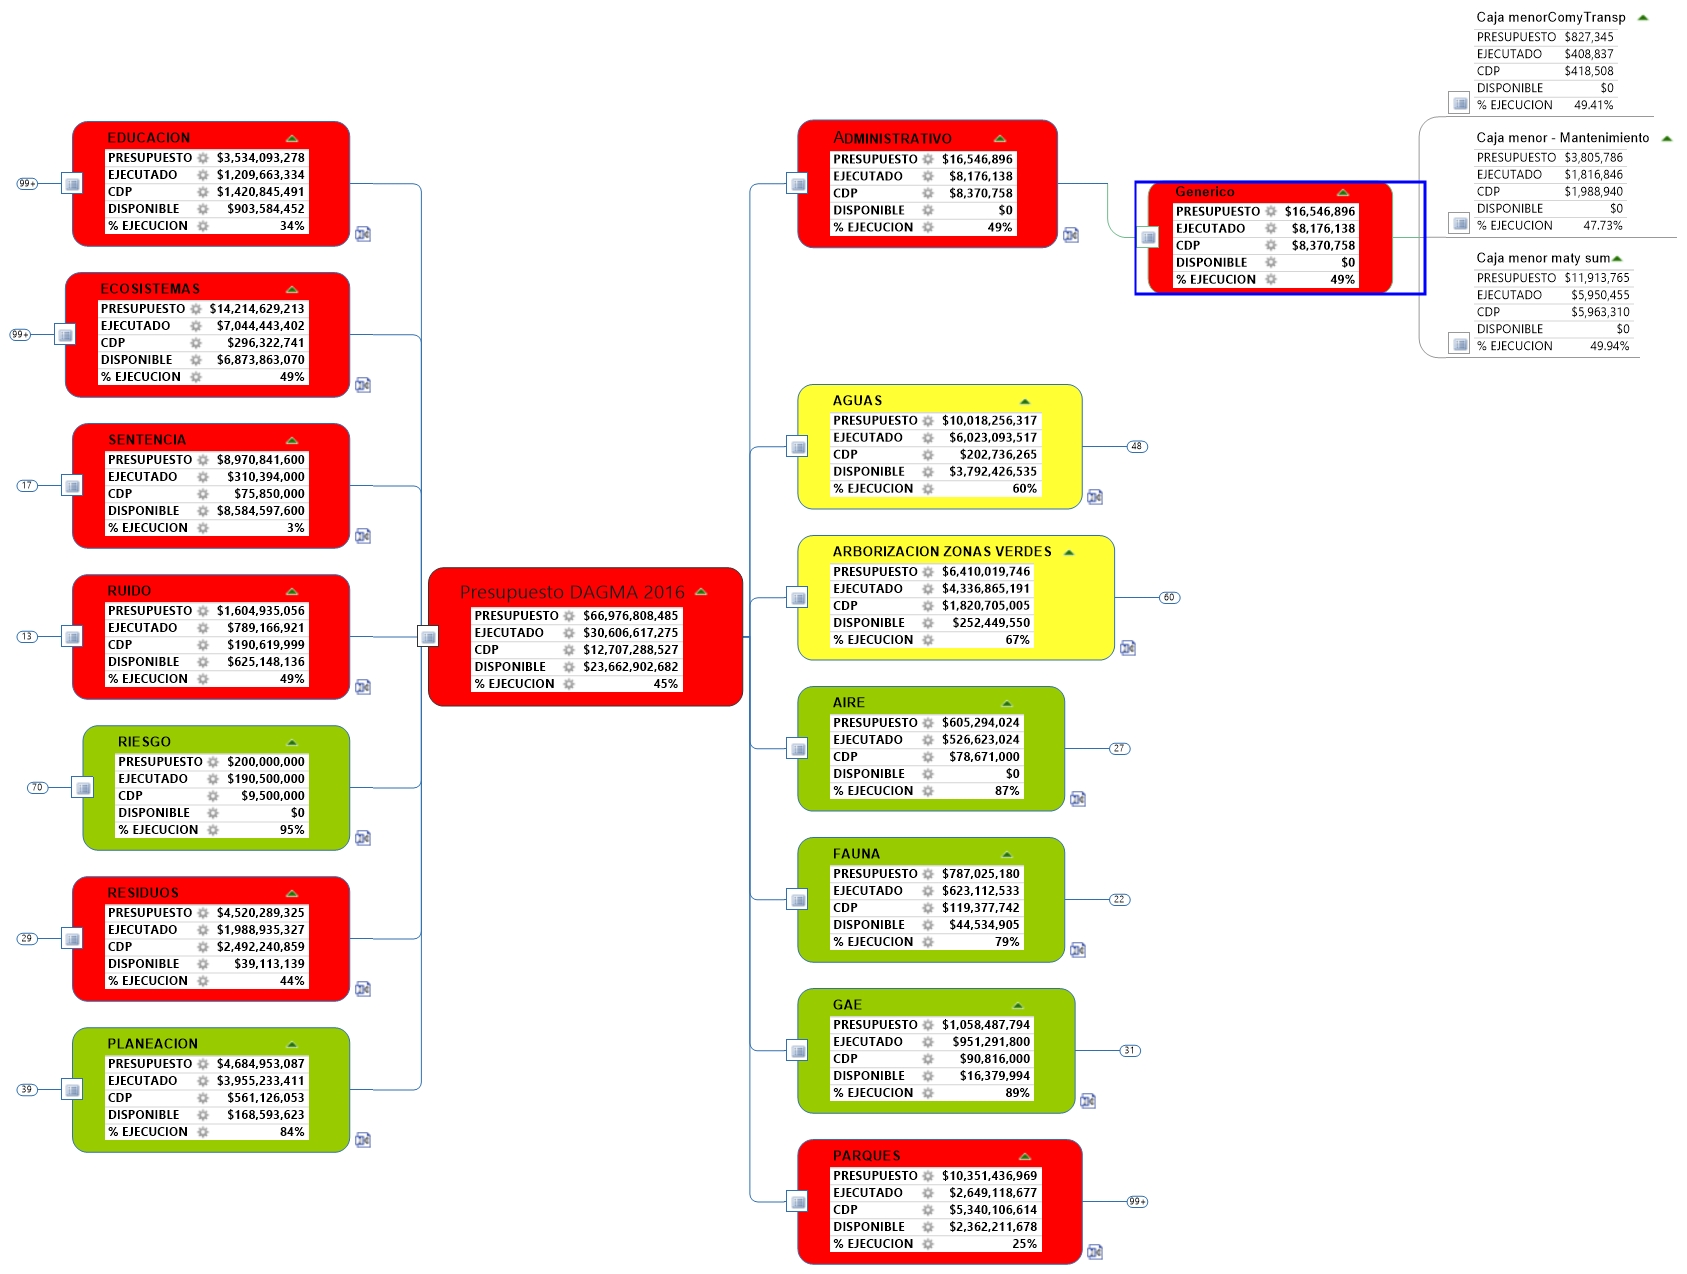 Presupuesto DAGMA 2016
PRESUPUESTO $66,976,808,485
EJECUTADO $30,606,617,275
CDP $12,707,288,527
DISPONIBLE $23,662,902,682
% EJECUCION 45%
EDUCACION
PRESUPUESTO $3,534,093,278
EJECUTADO $1,209,663,334
CDP $1,420,845,491
DISPONIBLE $903,584,452
% EJECUCION 34%
99+
ECOSISTEMAS
PRESUPUESTO $14,214,629,213
EJECUTADO $7,044,443,402
CDP $296,322,741
DISPONIBLE $6,873,863,070
% EJECUCION 49%
99+
SENTENCIA
PRESUPUESTO $8,970,841,600
EJECUTADO $310,394,000
CDP $75,850,000
DISPONIBLE $8,584,597,600
% EJECUCION 3%
17
RUIDO
PRESUPUESTO $1,604,935,056
EJECUTADO $789,166,921
CDP $190,619,999
DISPONIBLE $625,148,136
% EJECUCION 49%
13
RIESGO
PRESUPUESTO $200,000,000
EJECUTADO $190,500,000
CDP $9,500,000
DISPONIBLE $0
% EJECUCION 95%
70
RESIDUOS
PRESUPUESTO $4,520,289,325
EJECUTADO $1,988,935,327
CDP $2,492,240,859
DISPONIBLE $39,113,139
% EJECUCION 44%
29
PLANEACION
PRESUPUESTO $4,684,953,087
EJECUTADO $3,955,233,411
CDP $561,126,053
DISPONIBLE $168,593,623
% EJECUCION 84%
39
ADMINISTRATIVO
PRESUPUESTO $16,546,896
EJECUTADO $8,176,138
CDP $8,370,758
DISPONIBLE $0
% EJECUCION 49%
Generico
PRESUPUESTO $16,546,896
EJECUTADO $8,176,138
CDP $8,370,758
DISPONIBLE $0
% EJECUCION 49%
Caja menorComyTransp
PRESUPUESTO $827,345
EJECUTADO $408,837
CDP $418,508
DISPONIBLE $0
% EJECUCION 49.41%
Caja menor - Mantenimiento
PRESUPUESTO $3,805,786
EJECUTADO $1,816,846
CDP $1,988,940
DISPONIBLE $0
% EJECUCION 47.73%
Caja menor maty sum
PRESUPUESTO $11,913,765
EJECUTADO $5,950,455
CDP $5,963,310
DISPONIBLE $0
% EJECUCION 49.94%
AGUAS
PRESUPUESTO $10,018,256,317
EJECUTADO $6,023,093,517
CDP $202,736,265
DISPONIBLE $3,792,426,535
% EJECUCION 60%
48
ARBORIZACION ZONAS VERDES
PRESUPUESTO $6,410,019,746
EJECUTADO $4,336,865,191
CDP $1,820,705,005
DISPONIBLE $252,449,550
% EJECUCION 67%
60
AIRE
PRESUPUESTO $605,294,024
EJECUTADO $526,623,024
CDP $78,671,000
DISPONIBLE $0
% EJECUCION 87%
27
FAUNA
PRESUPUESTO $787,025,180
EJECUTADO $623,112,533
CDP $119,377,742
DISPONIBLE $44,534,905
% EJECUCION 79%
22
GAE
PRESUPUESTO $1,058,487,794
EJECUTADO $951,291,800
CDP $90,816,000
DISPONIBLE $16,379,994
% EJECUCION 89%
31
PARQUES
PRESUPUESTO $10,351,436,969
EJECUTADO $2,649,118,677
CDP $5,340,106,614
DISPONIBLE $2,362,211,678
% EJECUCION 25%
99+